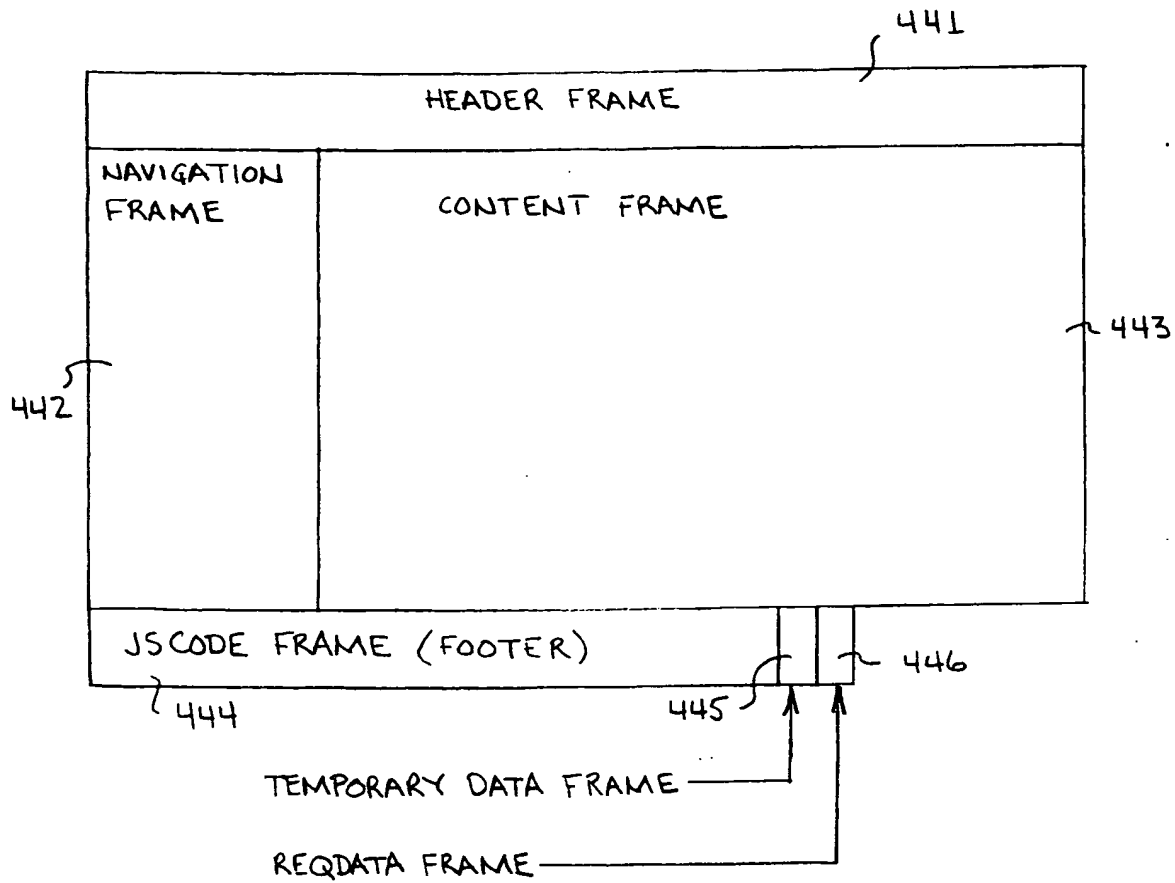 441
HEADER FRAME
NAVIGATION
FRAME
CONTENT FRAME
443
442
JSCODE FRAME (FOOTER)
446
444
445
TEMPORARY DATA FRAME
REQDATA FRAME